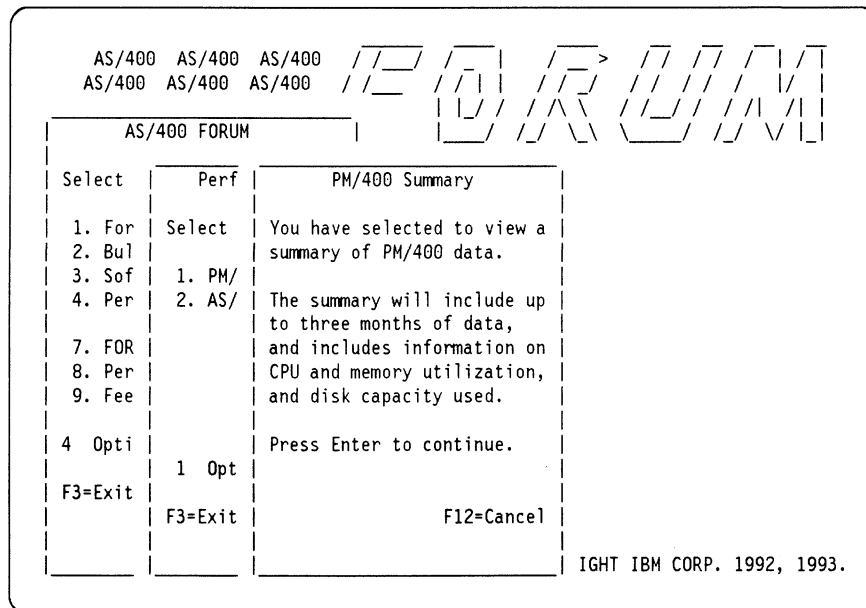 AS/400 AS/400 AS/400
AS/400 AS/400 AS/400
FORUM
AS/400 FORUM
Select
1. For
2. Bul
3. Sof
4. Per
7. FOR
8. Per
9. Fee
4 Opti
F3=Exit
Perf
Select
1. PM/
2. AS/
1 Opt
F3=Exit
PM/400 Summary
You have selected to view a
summary of PM/400 data.
The summary will include up
to three months of data,
and includes information on
CPU and memory utilization,
and disk capacity used.
Press Enter to continue.
F12=Cancel
IGHT IBM CORP. 1992, 1993.